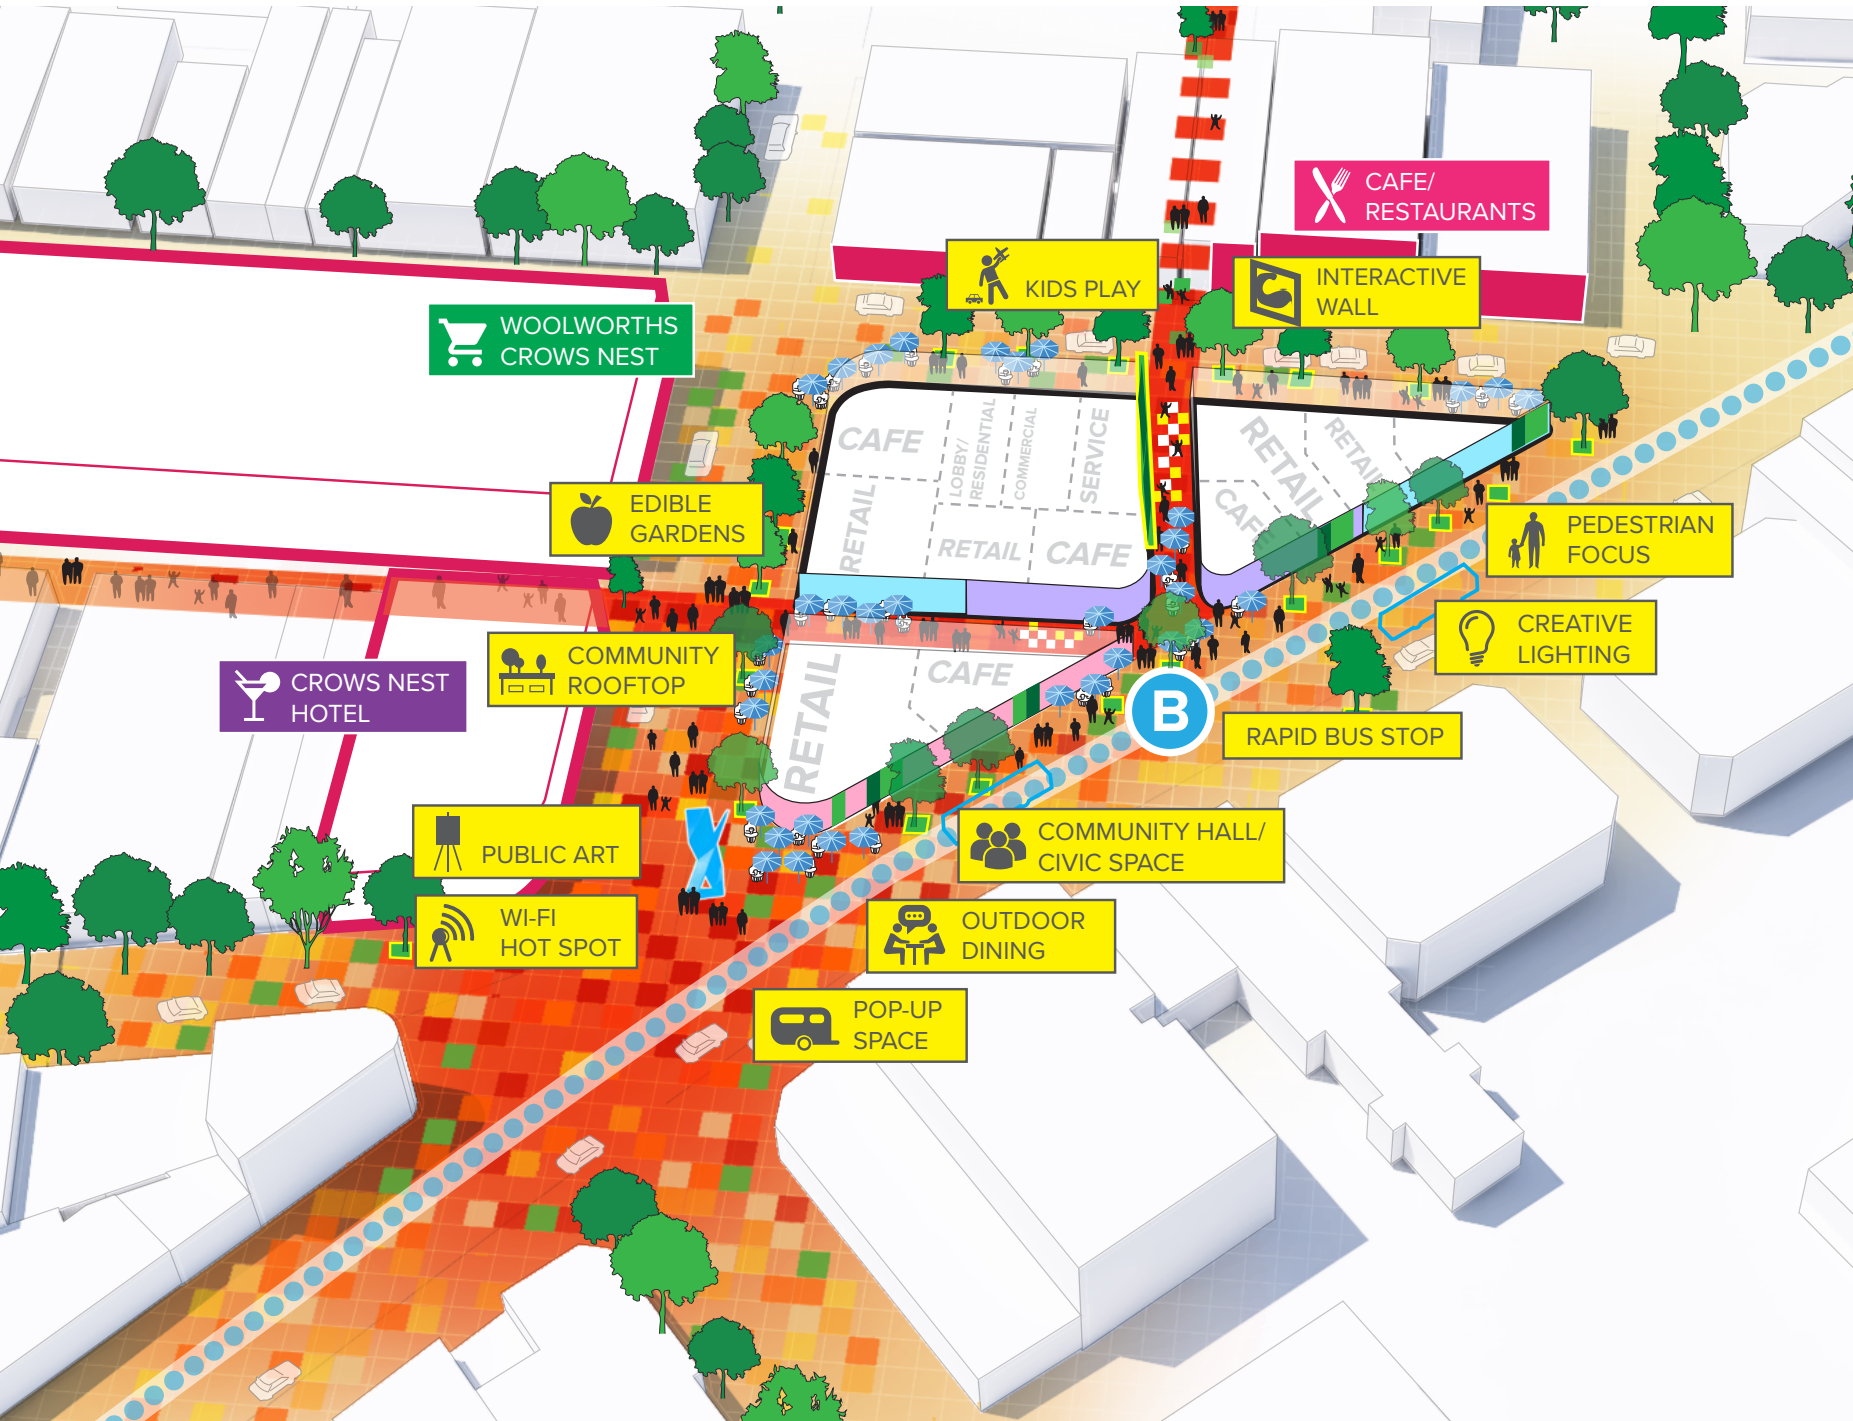 CAFE/
RESTAURANTS
KIDS PLAY
INTERACTIVE
WALL
WOOLWORTHS
CROWS NEST
CAFE
LOBBY/
RESIDENTIAL
COMMERCIAL
SERVICE
RETAIL
RETAIL
CAFE
RETAIL
RETAIL
CAFE
EDIBLE
GARDENS
PEDESTRIAN
FOCUS
CREATIVE
LIGHTING
COMMUNITY
ROOFTOP
CROWS NEST
HOTEL
RETAIL
CAFE
B
RAPID BUS STOP
PUBLIC ART
COMMUNITY HALL/
CIVIC SPACE
WI-FI
HOT SPOT
OUTDOOR
DINING
POP-UP
SPACE